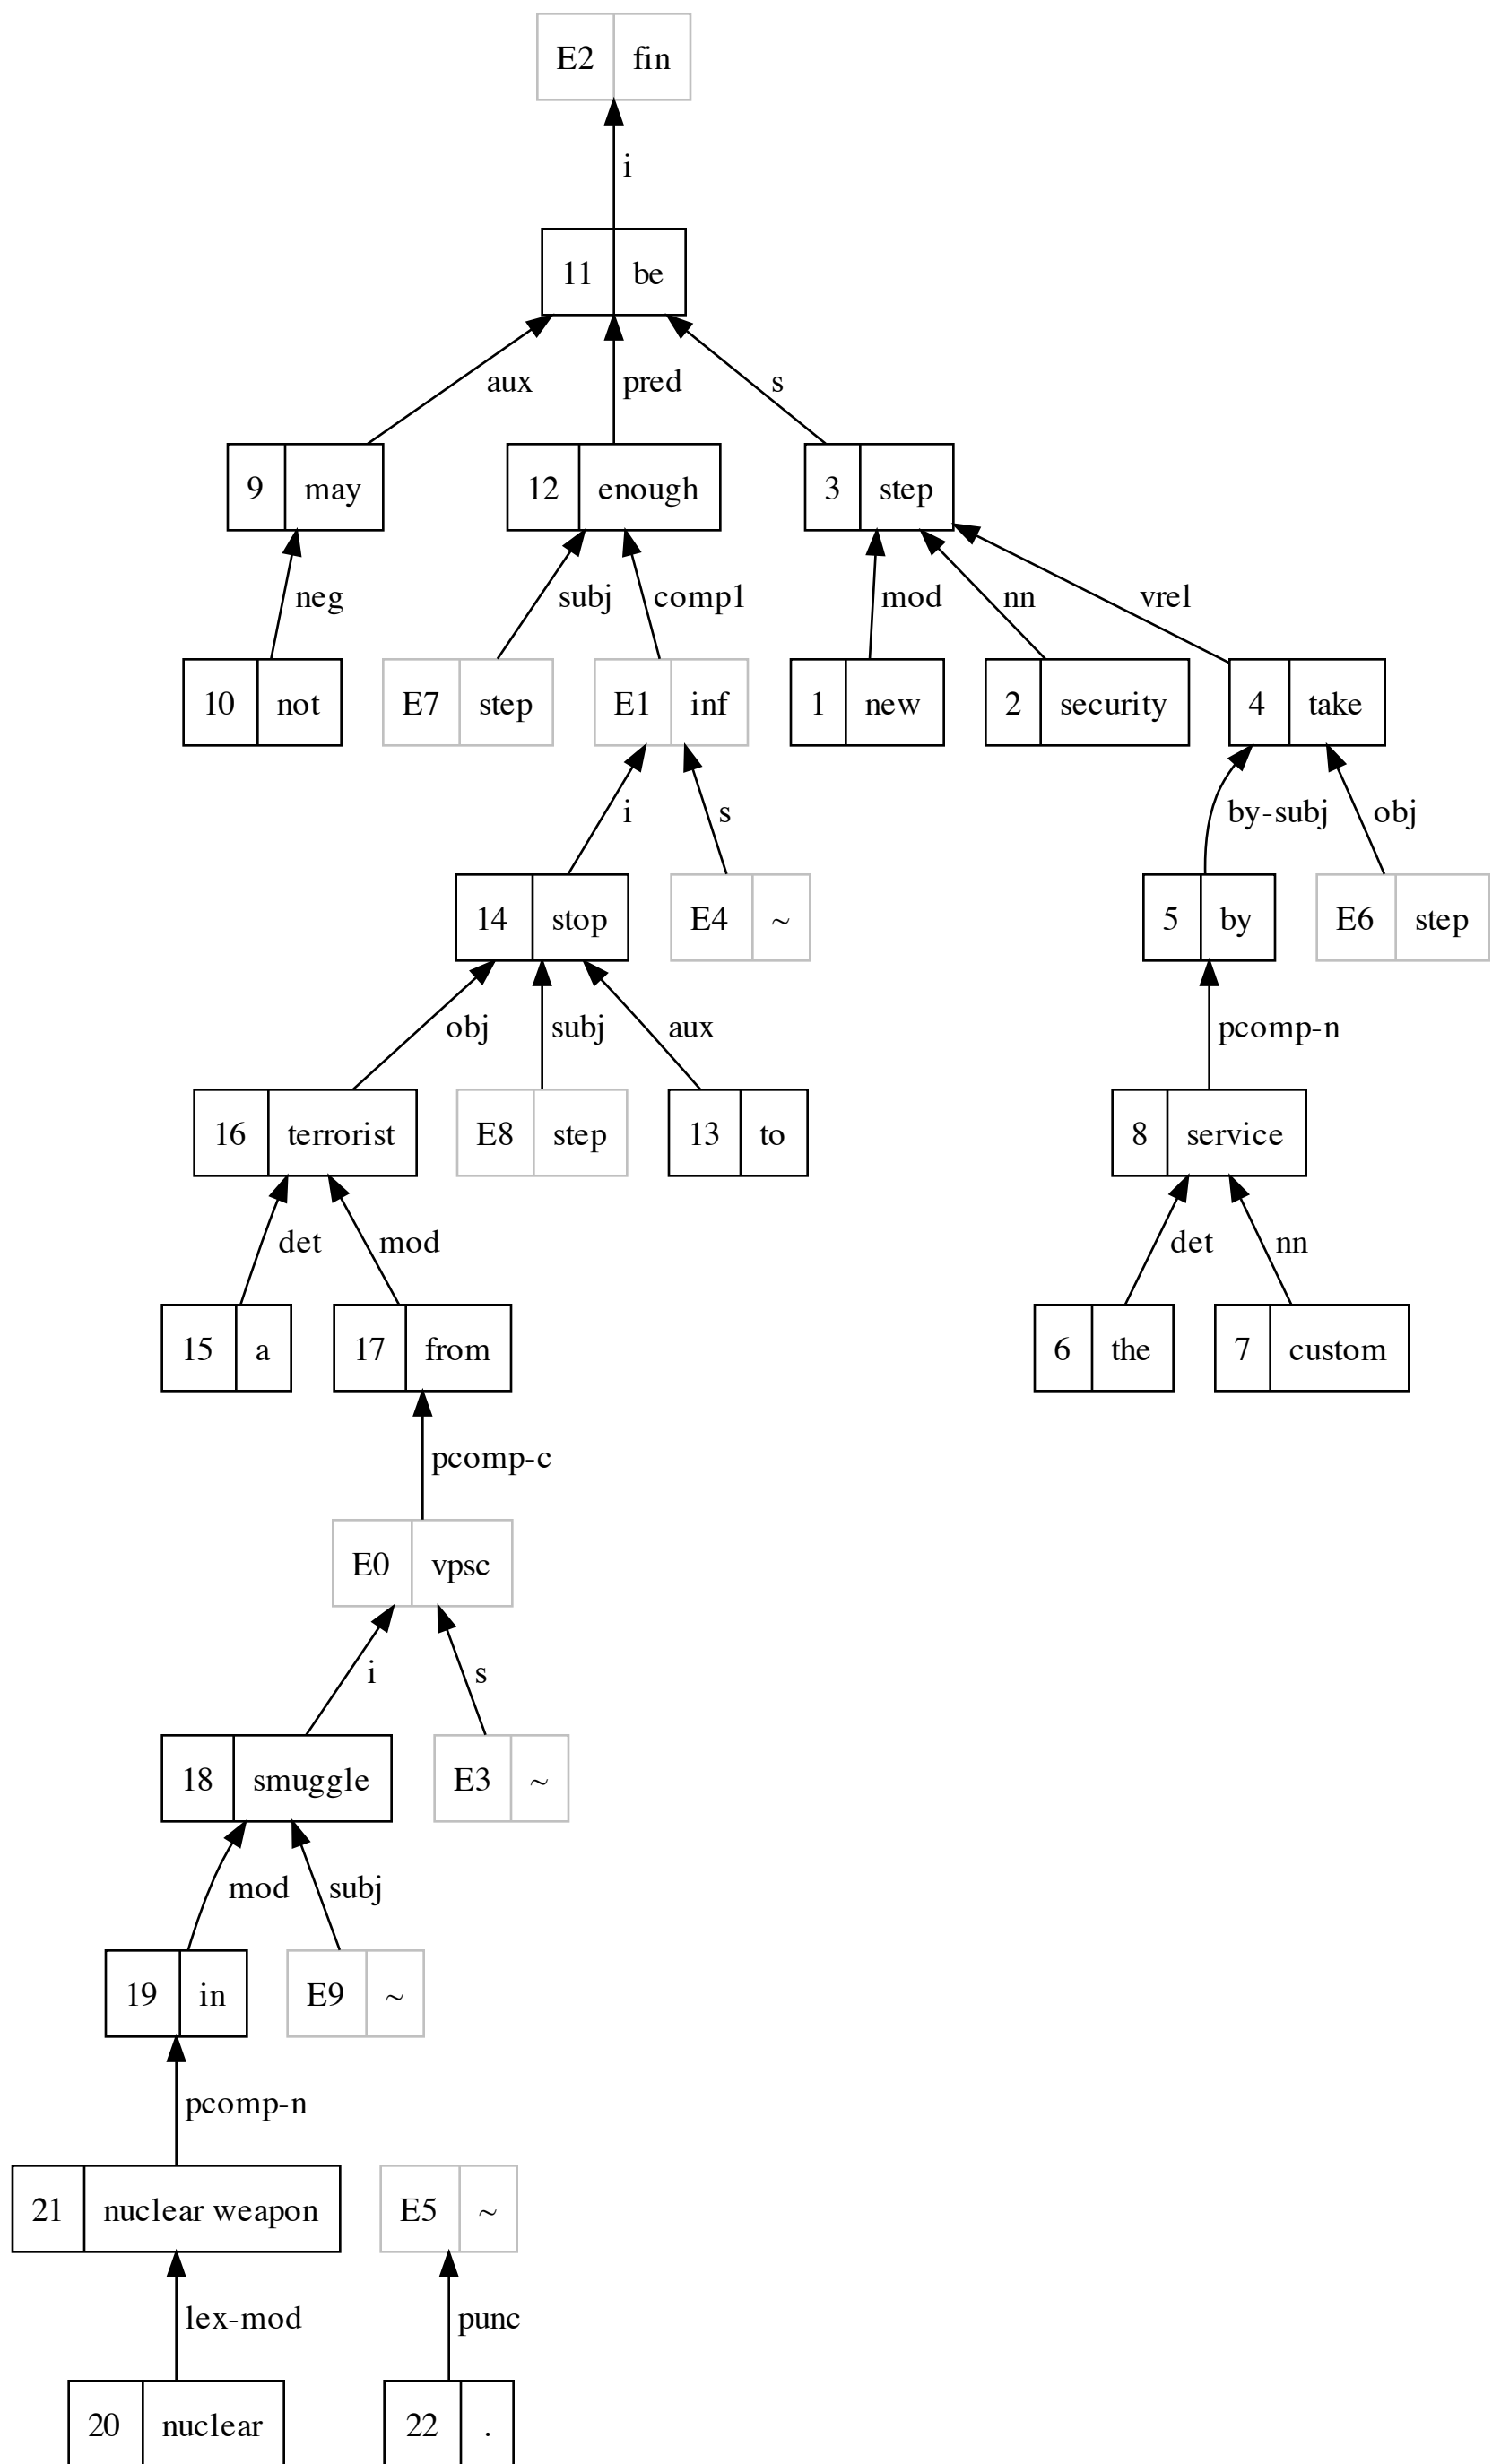 E2 fin
i
11 be
aux pred s
9 may 12 enough 3 step
neg subj comp1 mod nn vrel
10 not E7 step E1 inf 1 new 2 security 4 take
i s by-subj obj
14 stop E4 ~ 5 by E6 step
obj subj aux pcomp-n
16 terrorist E8 step 13 to 8 service
det mod det nn
15 a 17 from 6 the 7 custom
pcomp-c
E0 vpsc
i s
18 smuggle E3 ~
mod subj
19 in E9 ~
pcomp-n
21 nuclear weapon E5 ~
lex-mod punc
20 nuclear 22 .